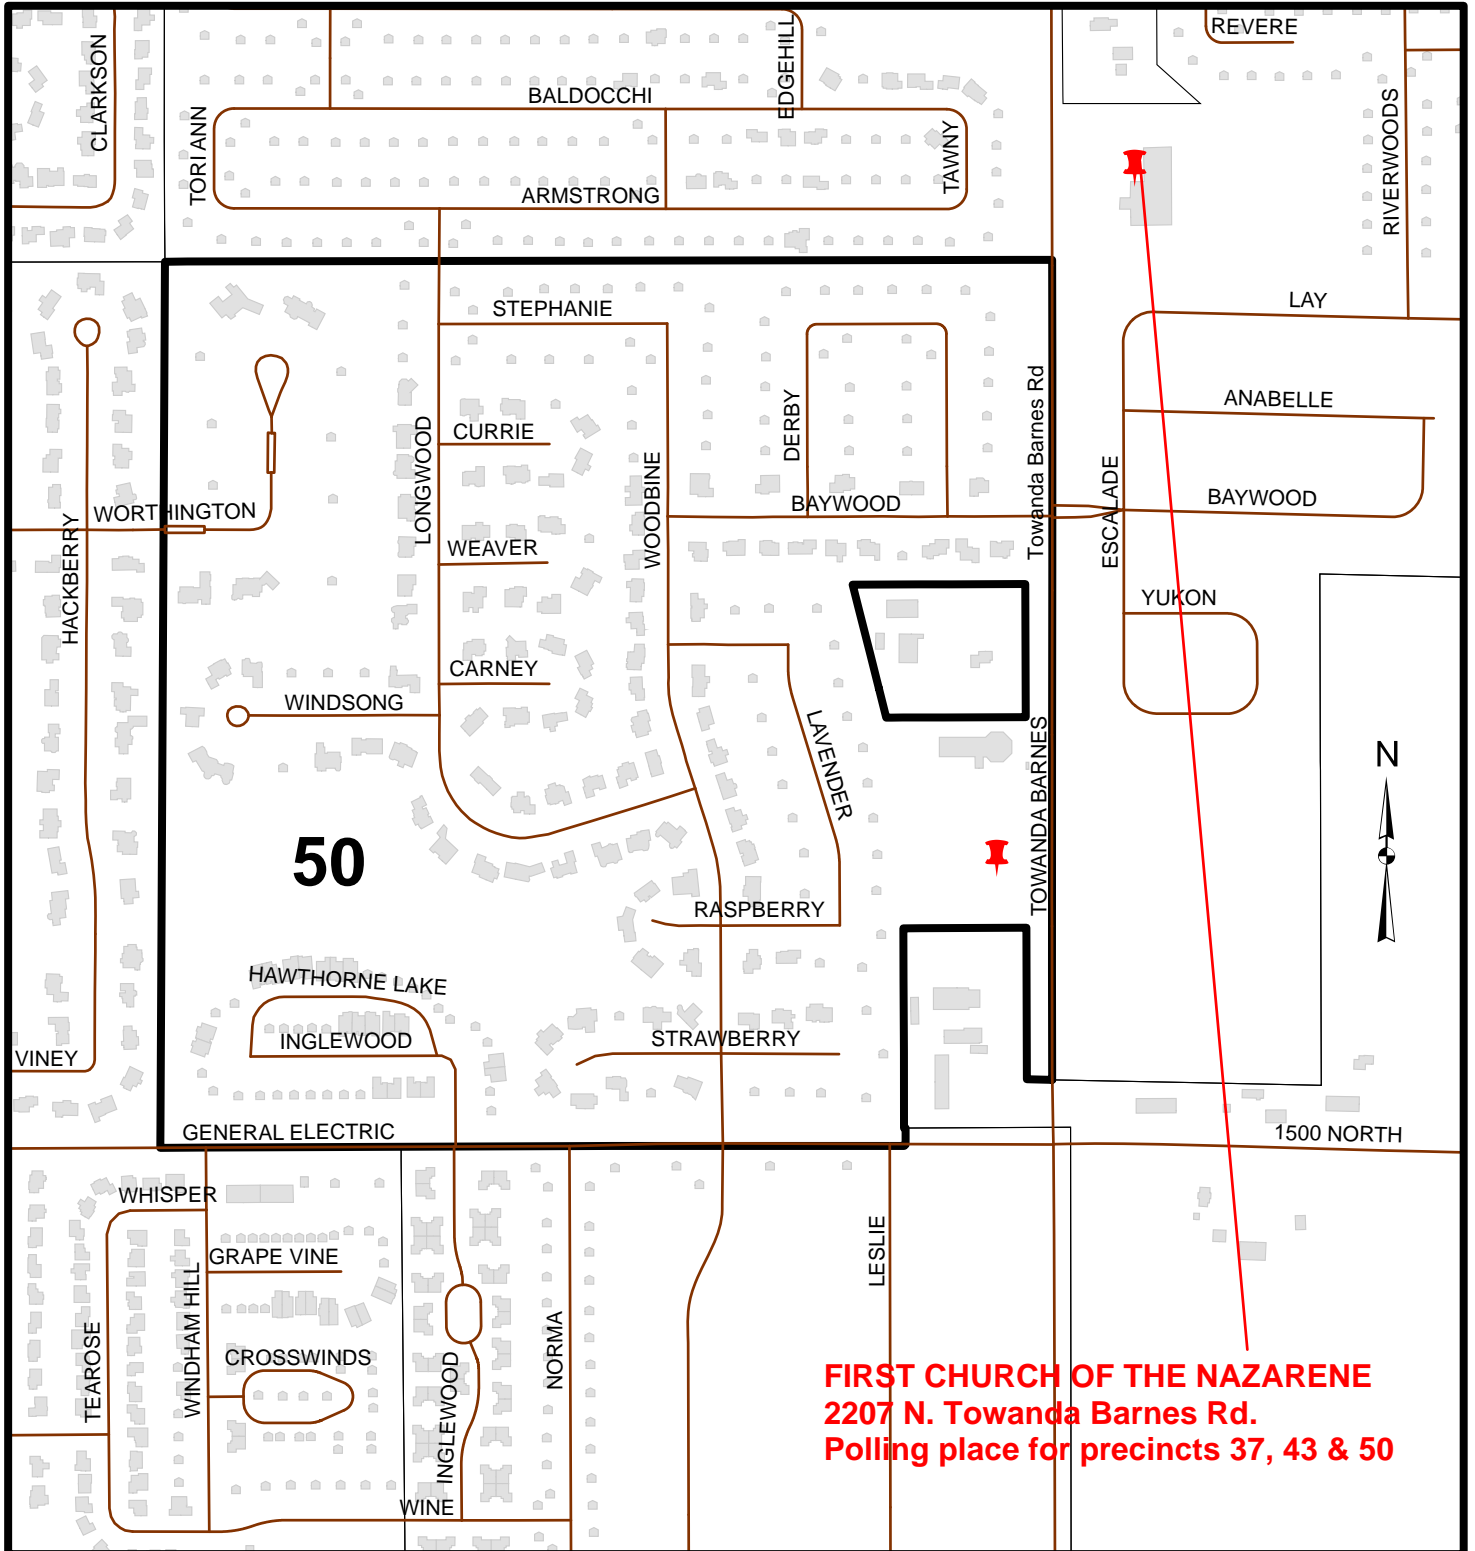 REVERE
CLARKSON
EDGEHILL
BALDOCCHI
RIVERWOODS
TORI ANN
TAWNY
ARMSTRONG
LAY
STEPHANIE
Towanda Barnes Rd
ANABELLE
DERBY
LONGWOOD
CURRIE
WOODBINE
ESCALADE
BAYWOOD
BAYWOOD
WORTHINGTON
HACKBERRY
WEAVER
YUKON
CARNEY
WINDSONG
LAVENDER
TOWANDA BARNES
N
50
RASPBERRY
HAWTHORNE LAKE
INGLEWOOD
STRAWBERRY
VINEY
GENERAL ELECTRIC
1500 NORTH
WHISPER
LESLIE
GRAPE VINE
WINDHAM HILL
TEAROSE
CROSSWINDS
NORMA
INGLEWOOD
FIRST CHURCH OF THE NAZARENE
2207 N. Towanda Barnes Rd.
Polling place for precincts 37, 43 & 50
WINE